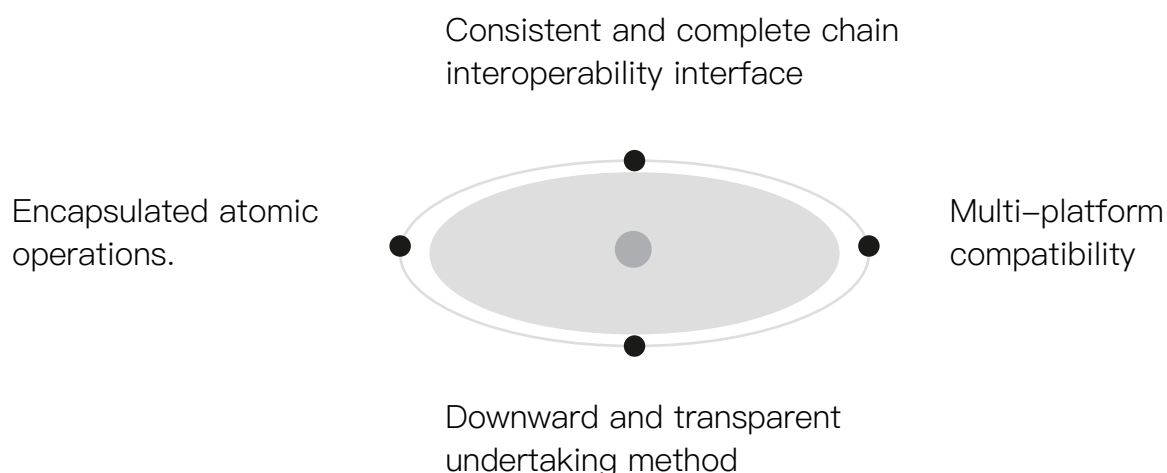 Consistent and complete chain
interoperability interface
Encapsulated atomic
operations.
Multi–platform
compatibility
Downward and transparent
undertaking method